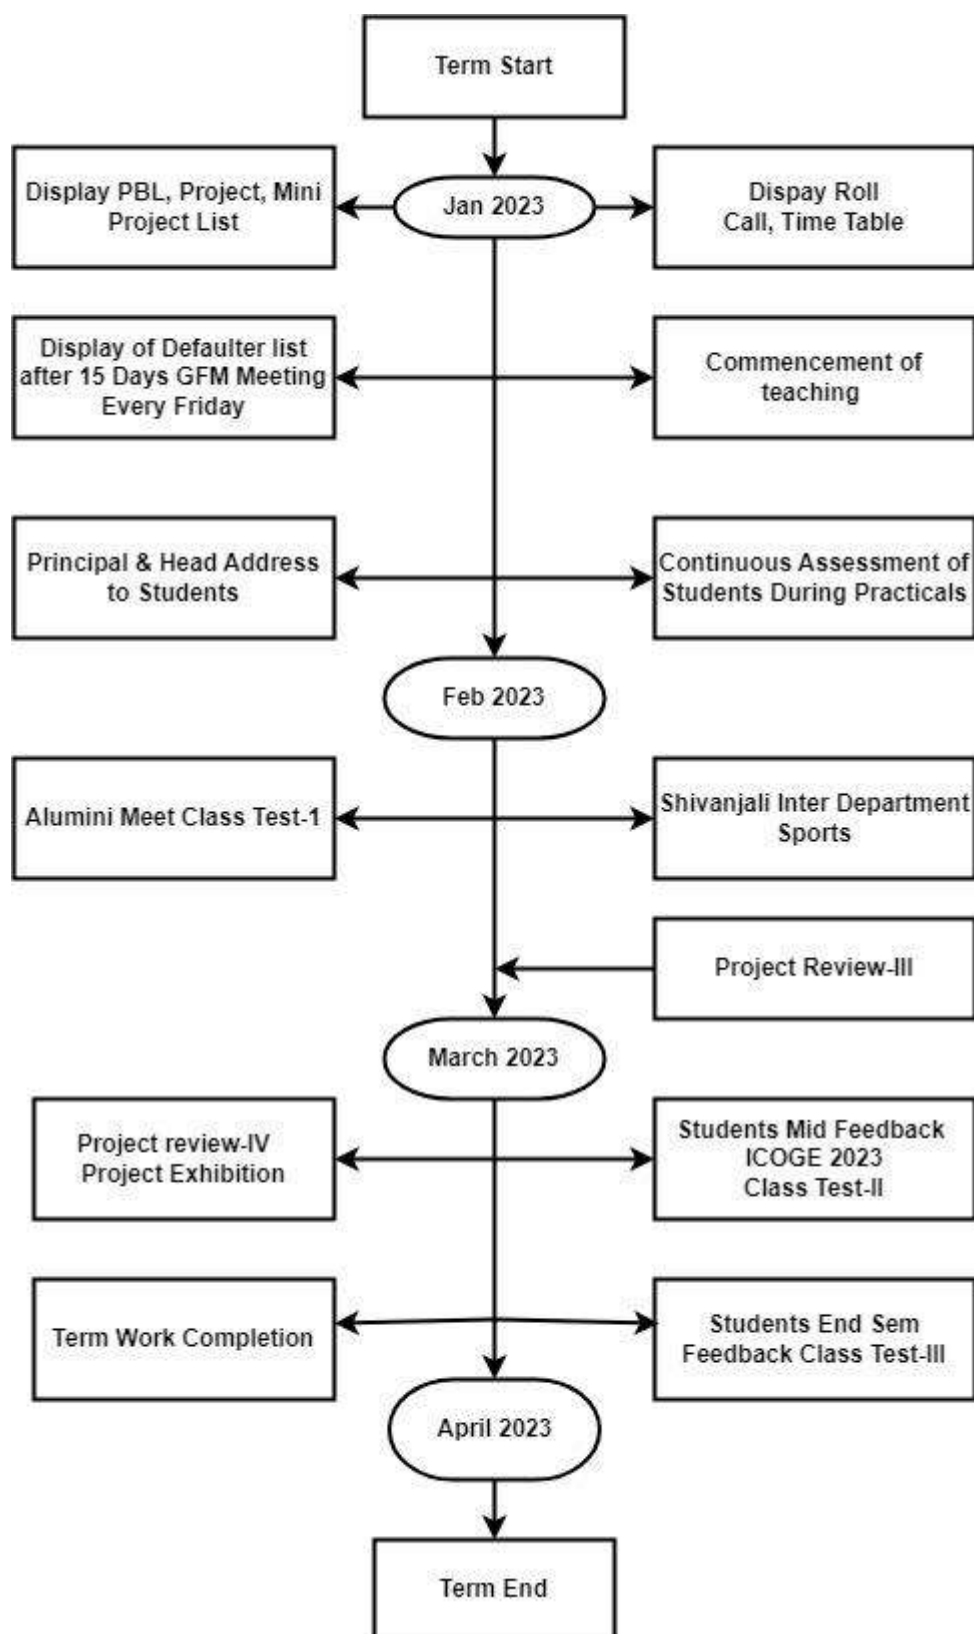 Term Start
Jan 2023
Display PBL, Project, Mini
Project List
Dispay Roll
Call, Time Table
Display of Defaulter list
after 15 Days GFM Meeting
Every Friday
Commencement of
teaching
Principal & Head Address
to Students
Continuous Assessment of
Students During Practicals
Feb 2023
Alumini Meet Class Test-1
Shivanjali Inter Department
Sports
Project Review-III
March 2023
Project review-IV
Project Exhibition
Students Mid Feedback
ICOGE 2023
Class Test-II
Term Work Completion
Students End Sem
Feedback Class Test-III
April 2023
Term End